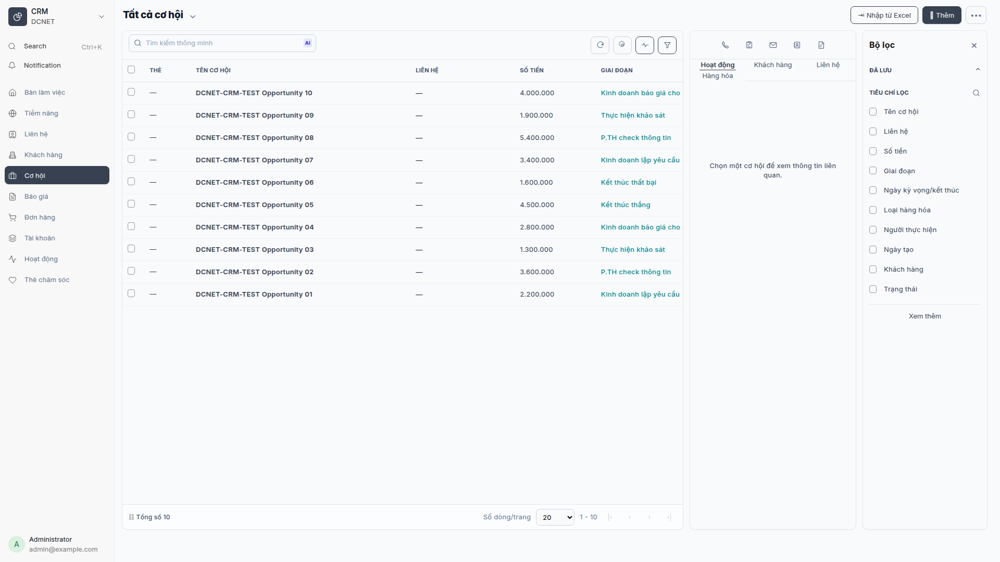 CRM
DCNET
Search
Ctrl+K
Notification
Bàn làm việc
Tiềm năng
Liên hệ
Khách hàng
Cơ hội
Báo giá
Đơn hàng
Tài khoản
Hoạt động
Thẻ chăm sóc
A
Administrator
admin@example.com
Tất cả cơ hội
Nhập từ Excel
Thêm
Tìm kiếm thông minh
AI
THẺ TÊN CƠ HỘI LIÊN HỆ SỐ TIỀN GIAI ĐOẠN
— DCNET-CRM-TEST Opportunity 10 — 4.000.000 Kinh doanh báo giá cho
— DCNET-CRM-TEST Opportunity 09 — 1.900.000 Thực hiện khảo sát
— DCNET-CRM-TEST Opportunity 08 — 5.400.000 P.TH check thông tin
— DCNET-CRM-TEST Opportunity 07 — 3.400.000 Kinh doanh lập yêu cầu
— DCNET-CRM-TEST Opportunity 06 — 1.600.000 Kết thúc thất bại
— DCNET-CRM-TEST Opportunity 05 — 4.500.000 Kết thúc thắng
— DCNET-CRM-TEST Opportunity 04 — 2.800.000 Kinh doanh báo giá cho
— DCNET-CRM-TEST Opportunity 03 — 1.300.000 Thực hiện khảo sát
— DCNET-CRM-TEST Opportunity 02 — 3.600.000 P.TH check thông tin
— DCNET-CRM-TEST Opportunity 01 — 2.200.000 Kinh doanh lập yêu cầu
Tổng số 10
Số dòng/trang 20 1 - 10
Hoạt động Khách hàng Liên hệ
Hàng hóa
Chọn một cơ hội để xem thông tin liên
quan.
Bộ lọc
ĐÃ LƯU
TIÊU CHÍ LỌC
Tên cơ hội
Liên hệ
Số tiền
Giai đoạn
Ngày kỳ vọng/kết thúc
Loại hàng hóa
Người thực hiện
Ngày tạo
Khách hàng
Trạng thái
Xem thêm